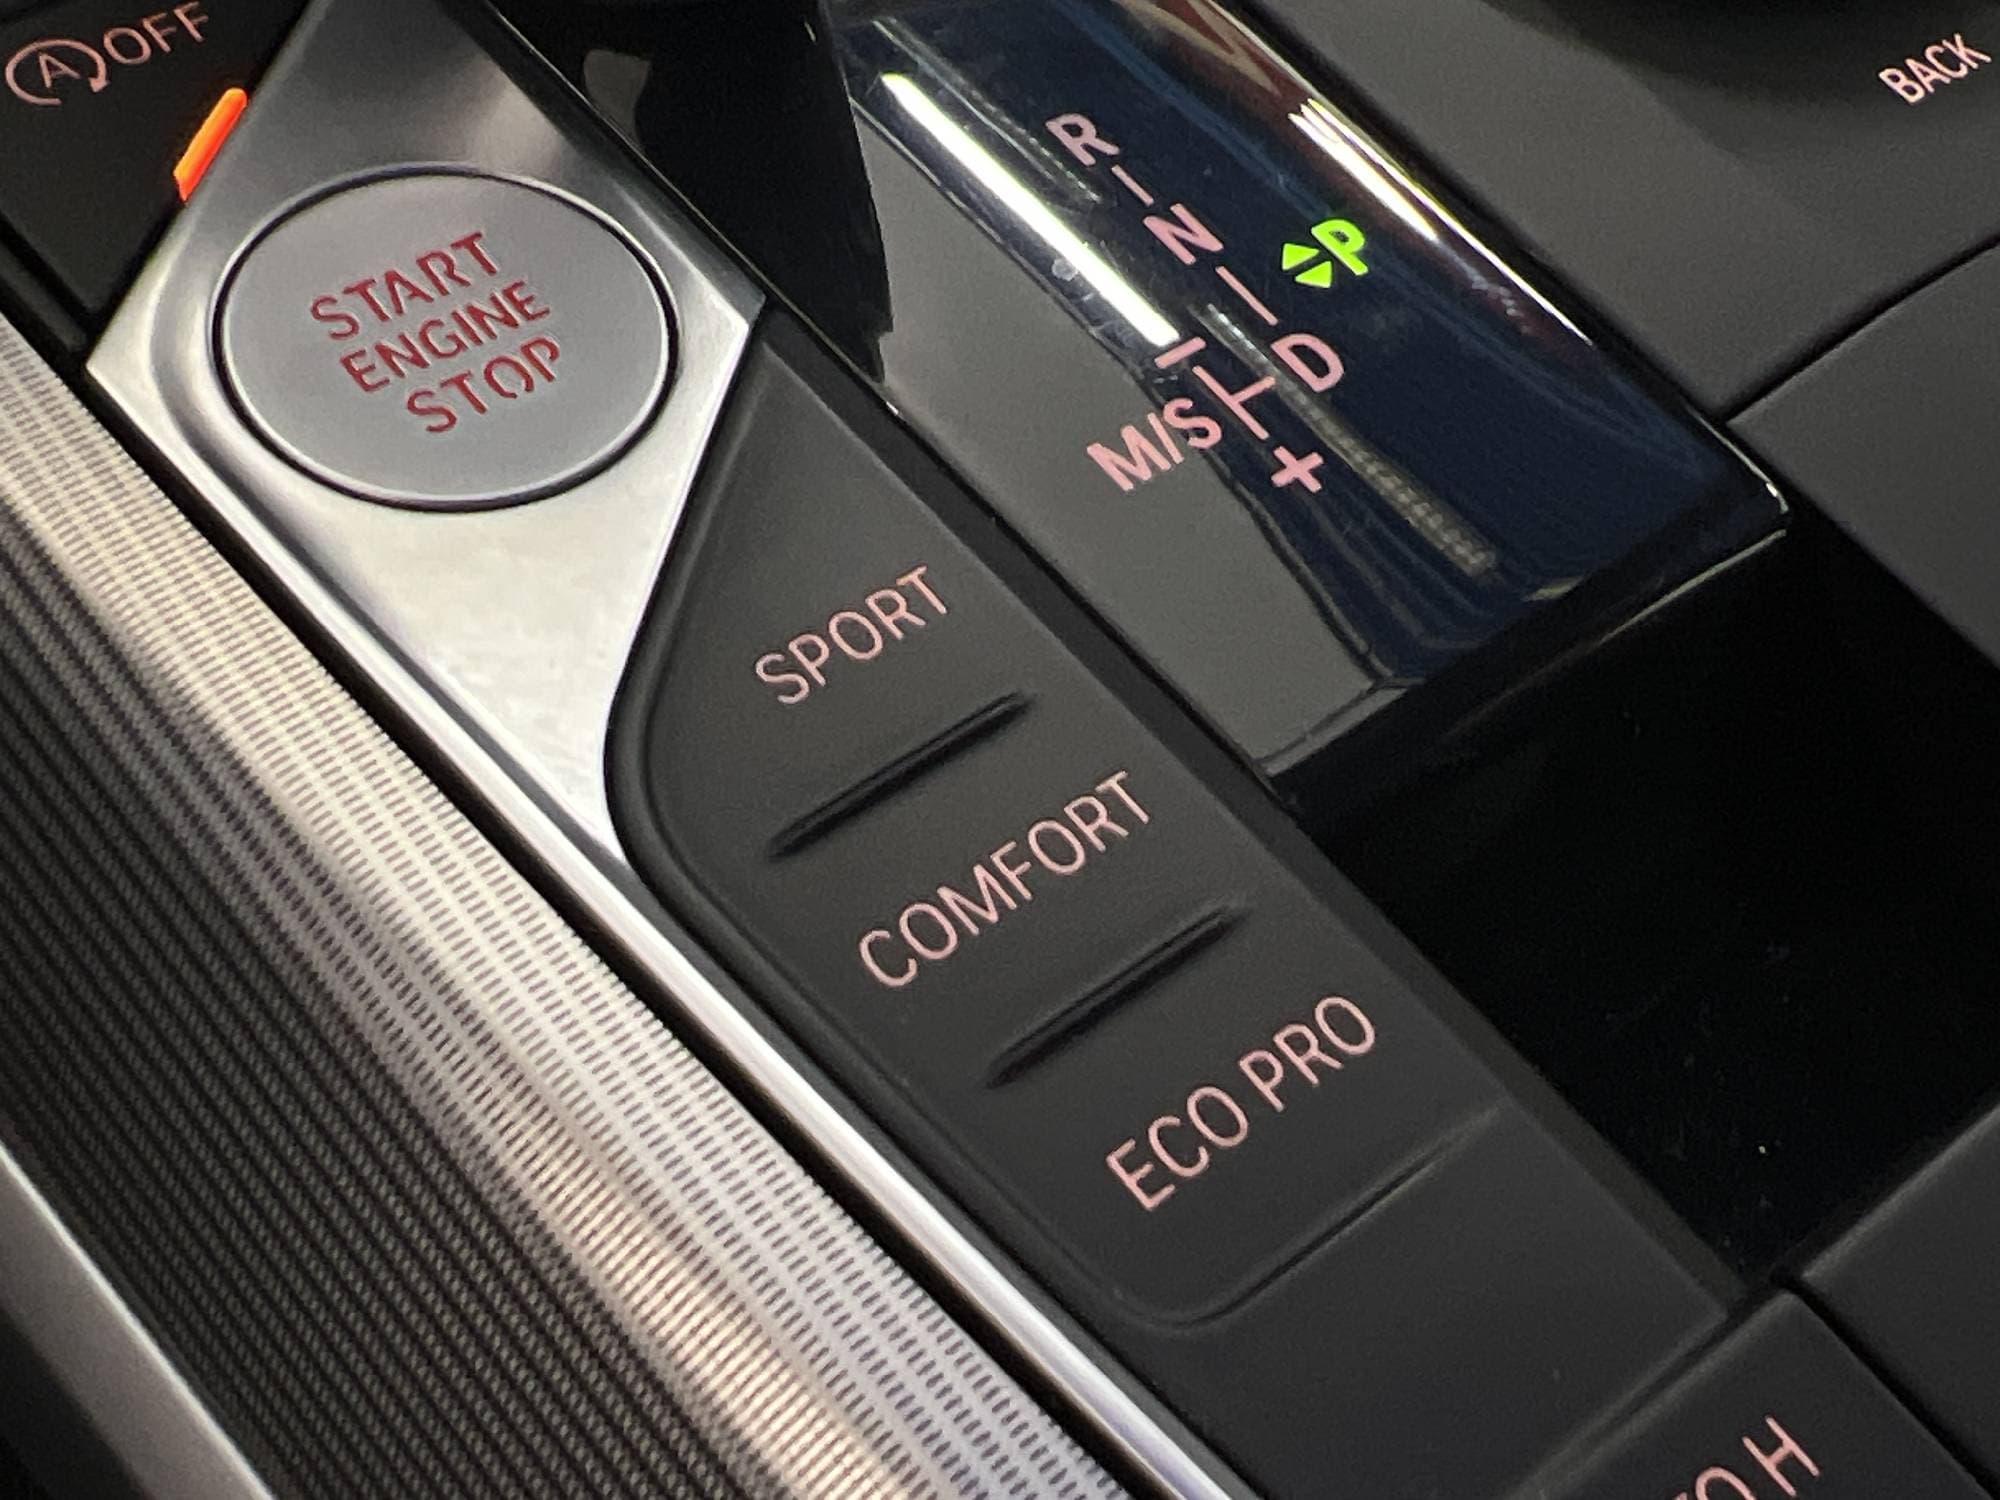 A OFF
START
ENGINE
STOP
R
N
P
D
M/S
+
BACK
SPORT
COMFORT
ECO PRO
H